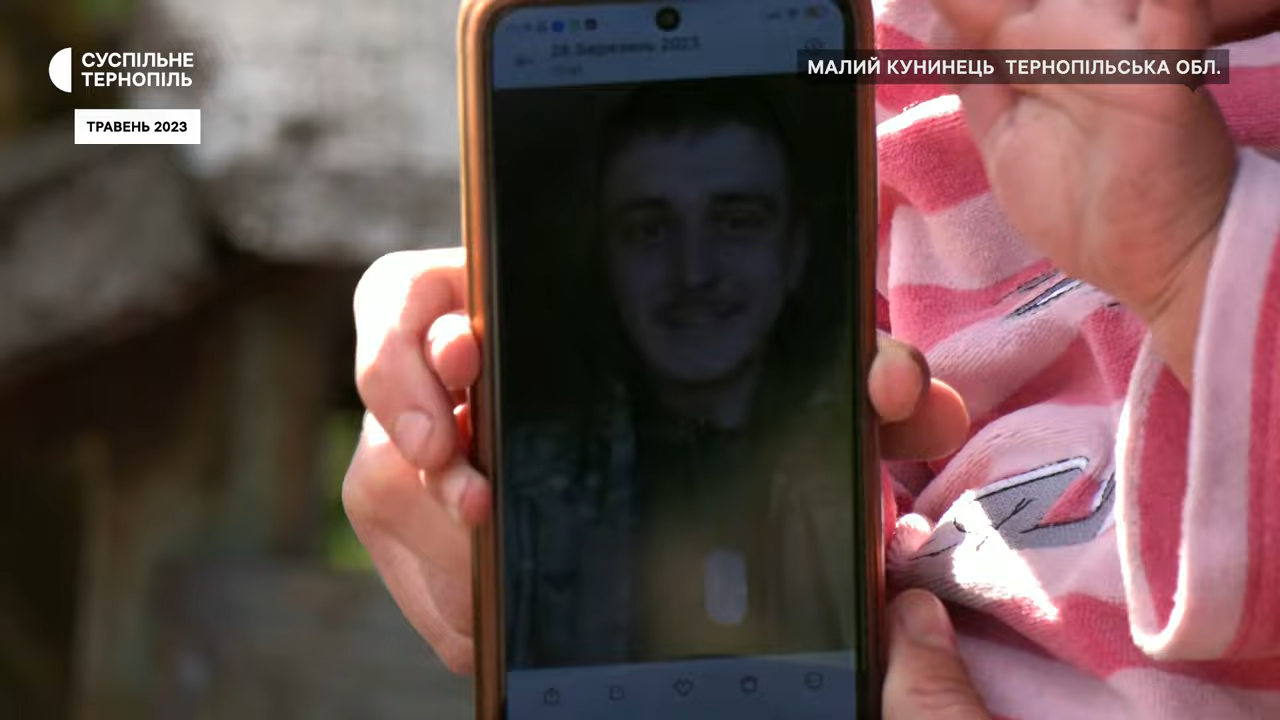 СУСПІЛЬНЕ
ТЕРНОПІЛЬ
ТРАВЕНЬ 2023
МАЛИЙ КУНИНЕЦЬ ТЕРНОПІЛЬСЬКА ОБЛ.
28 Березень 2023